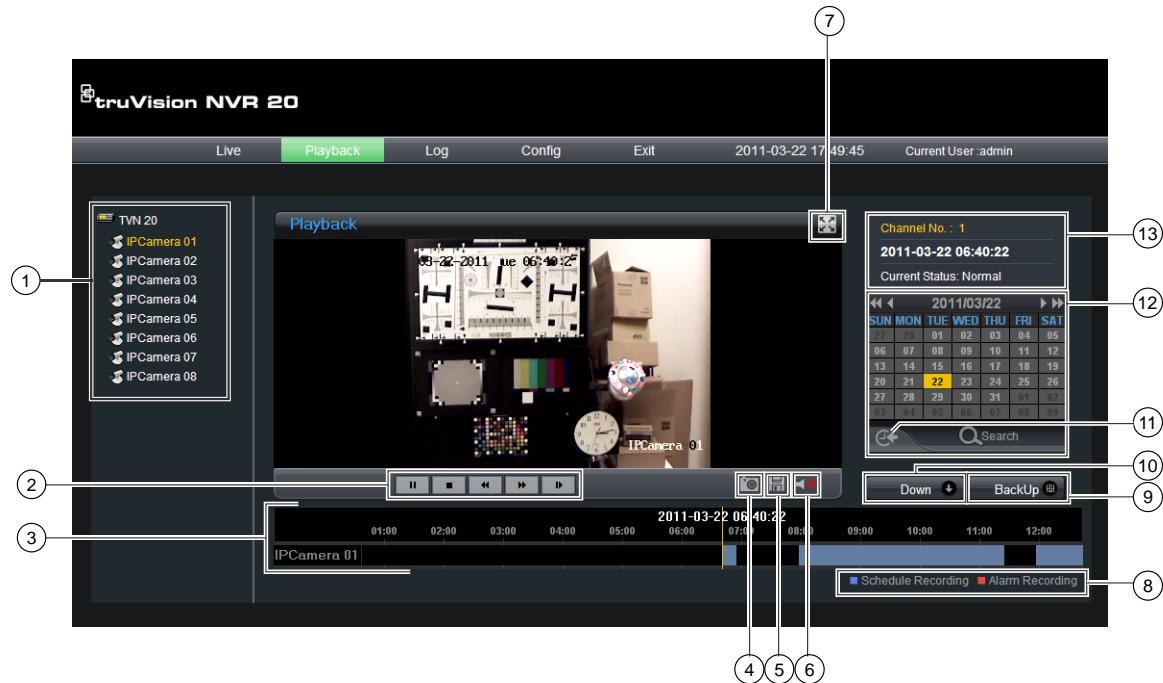 7
truVision NVR 20
Live Playback Log Config Exit 2011-03-22 17:49:45 Current User :admin
TVN 20
IPCamera 01
IPCamera 02
IPCamera 03
IPCamera 04
IPCamera 05
IPCamera 06
IPCamera 07
IPCamera 08
1
Playback
03-22-2011 ue 06:40:2
IPCamera 01
Channel No. : 1
2011-03-22 06:40:22
Current Status: Normal
13
2011/03/22
12
SUN MON TUE WED THU FRI SAT
27 28 01 02 03 04 05
06 07 08 09 10 11 12
13 14 15 16 17 18 19
20 21 22 23 24 25 26
27 28 29 30 31 01 02
03 04 05 06 07 08 09
Search
11
10
Down BackUp
9
2
2011-03-22 06:40:22
01:00 02:00 03:00 04:00 05:00 06:00 07:00 08:00 09:00 10:00 11:00 12:00
3
IPCamera 01
Schedule Recording Alarm Recording
8
4 5 6